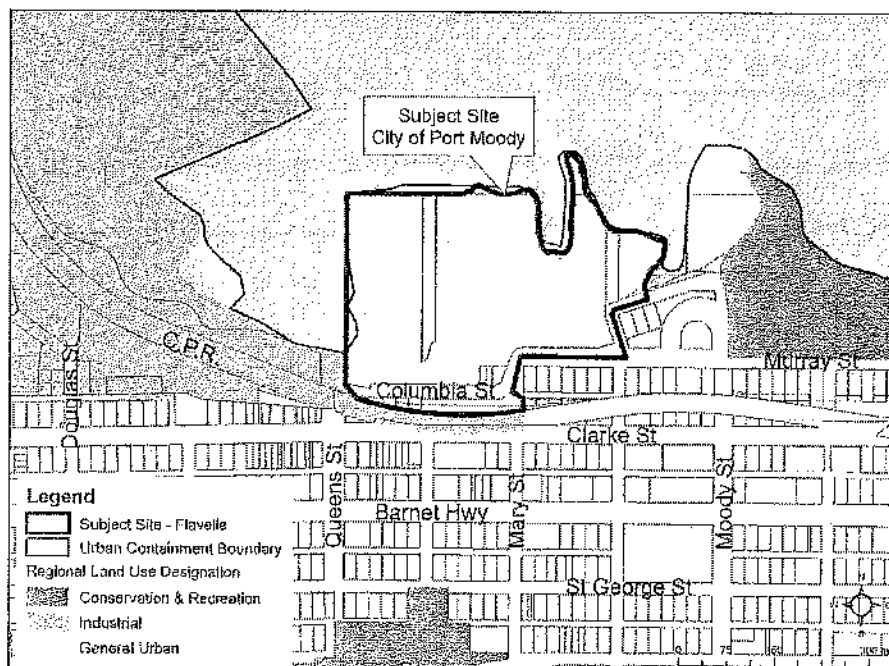 Subject Site
City of Port Moody
C.P.R.
Douglas St
Columbia St
Murray St
Clarke St
Queens St
Mary St
Moody St
Barnet Hwy
St George St
Legend
Subject Site - Flavelle
Urban Containment Boundary
Regional Land Use Designation
Conservation & Recreation
Industrial
General Urban
0 75